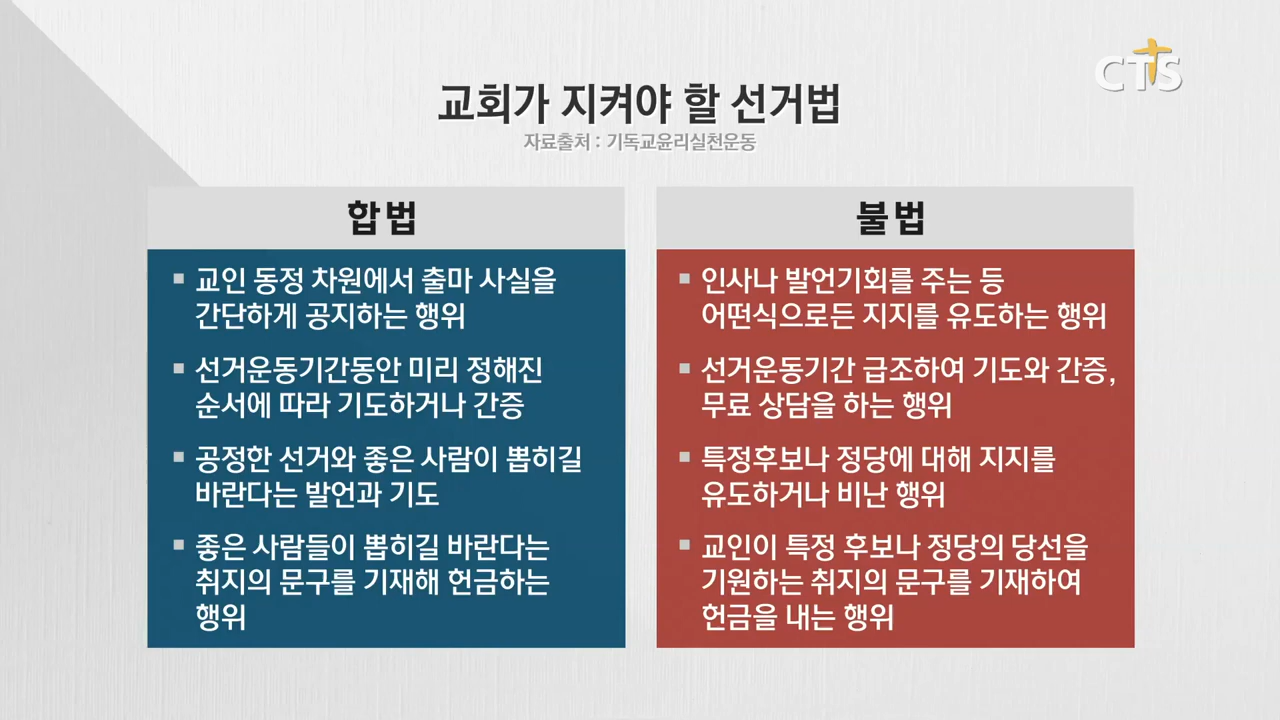 CTS
교회가 지켜야 할 선거법
자료출처 : 기독교윤리실천운동
합법
▪ 교인 동정 차원에서 출마 사실을
간단하게 공지하는 행위
▪ 선거운동기간동안 미리 정해진
순서에 따라 기도하거나 간증
▪ 공정한 선거와 좋은 사람이 뽑히길
바란다는 발언과 기도
▪ 좋은 사람들이 뽑히길 바란다는
취지의 문구를 기재해 헌금하는
행위
불법
▪ 인사나 발언기회를 주는 등
어떤식으로든 지지를 유도하는 행위
▪ 선거운동기간 급조하여 기도와 간증,
무료 상담을 하는 행위
▪ 특정후보나 정당에 대해 지지를
유도하거나 비난 행위
▪ 교인이 특정 후보나 정당의 당선을
기원하는 취지의 문구를 기재하여
헌금을 내는 행위